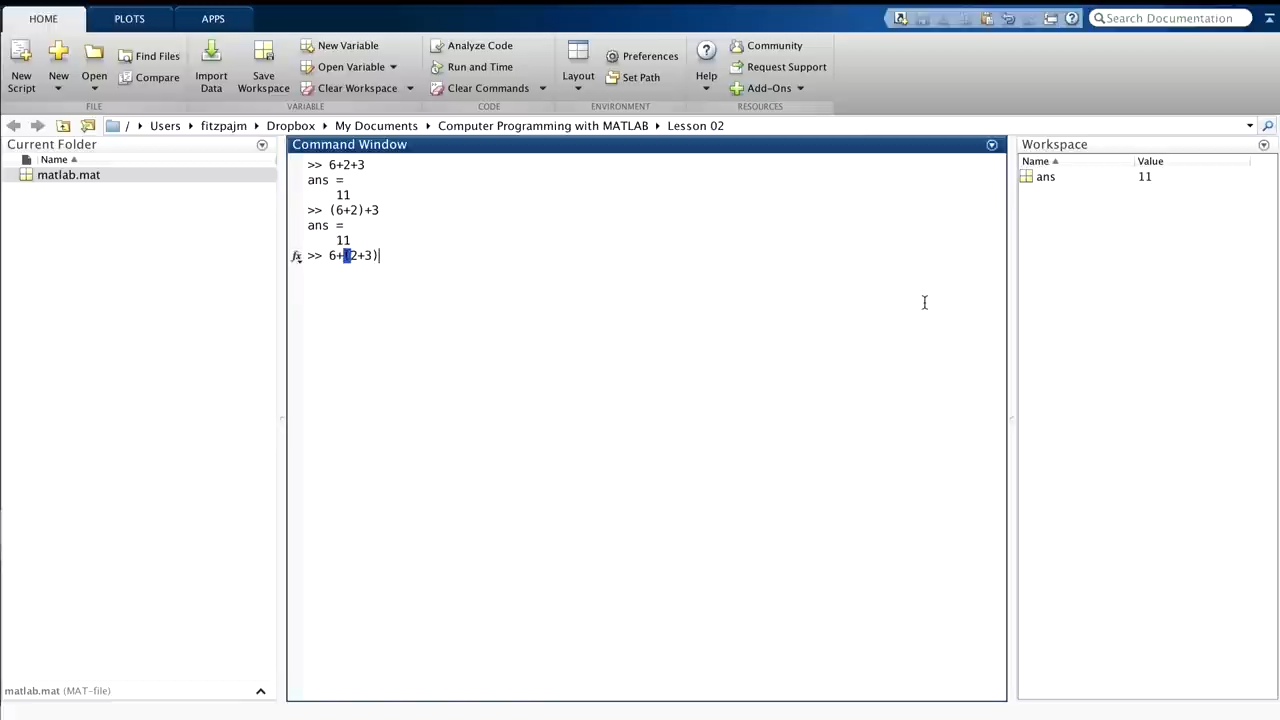 HOME PLOTS APPS
Search Documentation
New Script
New
Open
Find Files
Compare
FILE
Import Data
Save Workspace
New Variable
Open Variable
Clear Workspace
VARIABLE
Analyze Code
Run and Time
Clear Commands
CODE
Layout
Preferences
Set Path
ENVIRONMENT
Help
Community
Request Support
Add-Ons
RESOURCES
/ Users fitzpajm Dropbox My Documents Computer Programming with MATLAB Lesson 02
Current Folder
Name
matlab.mat
matlab.mat (MAT-file)
Command Window
>> 6+2+3
ans =
11
>> (6+2)+3
ans =
11
fx >> 6+(2+3)
Workspace
Name Value
ans 11